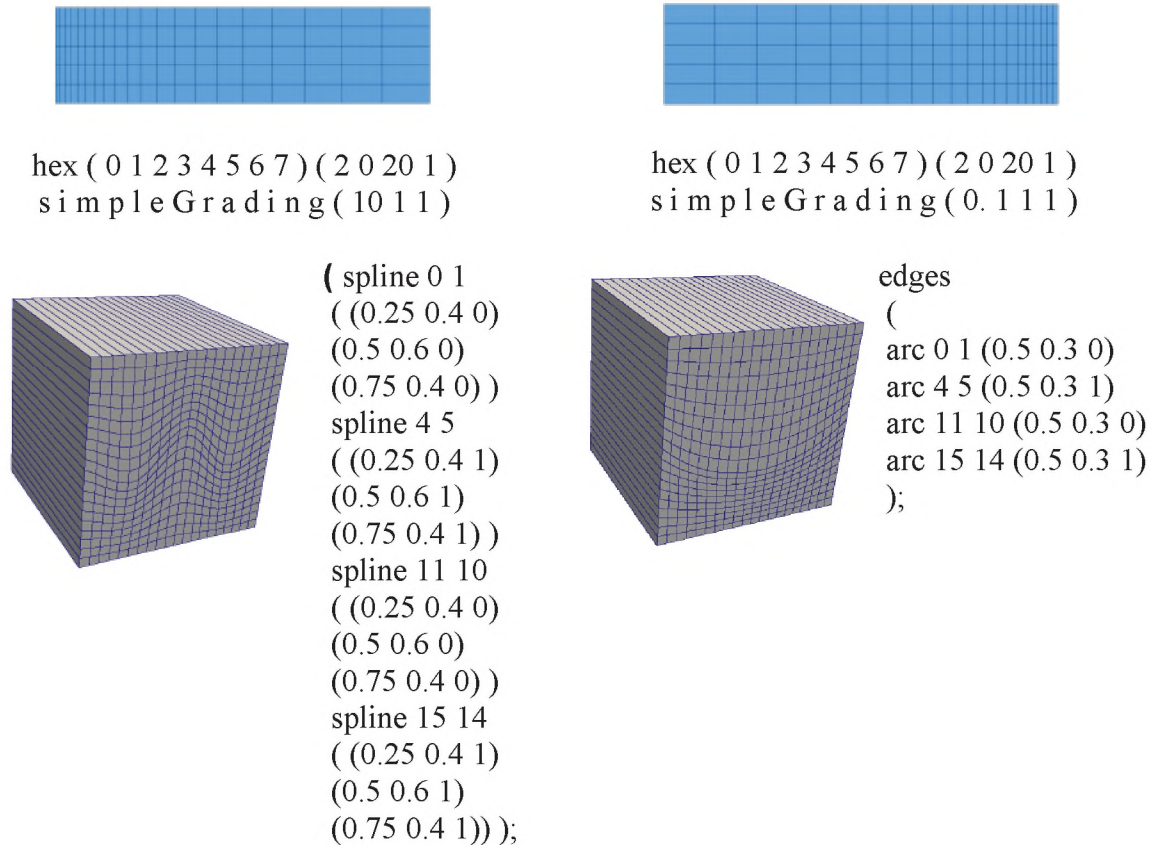 hex ( 0 1 2 3 4 5 6 7 ) ( 2 0 20 1 )
s i m p l e G r a d i n g ( 10 1 1 )
hex ( 0 1 2 3 4 5 6 7 ) ( 2 0 20 1 )
s i m p l e G r a d i n g ( 0. 1 1 1 )
( spline 0 1
( (0.25 0.4 0)
(0.5 0.6 0)
(0.75 0.4 0) )
spline 4 5
( (0.25 0.4 1)
(0.5 0.6 1)
(0.75 0.4 1) )
spline 11 10
( (0.25 0.4 0)
(0.5 0.6 0)
(0.75 0.4 0) )
spline 15 14
( (0.25 0.4 1)
(0.5 0.6 1)
(0.75 0.4 1)) );
edges
(
arc 0 1 (0.5 0.3 0)
arc 4 5 (0.5 0.3 1)
arc 11 10 (0.5 0.3 0)
arc 15 14 (0.5 0.3 1)
);